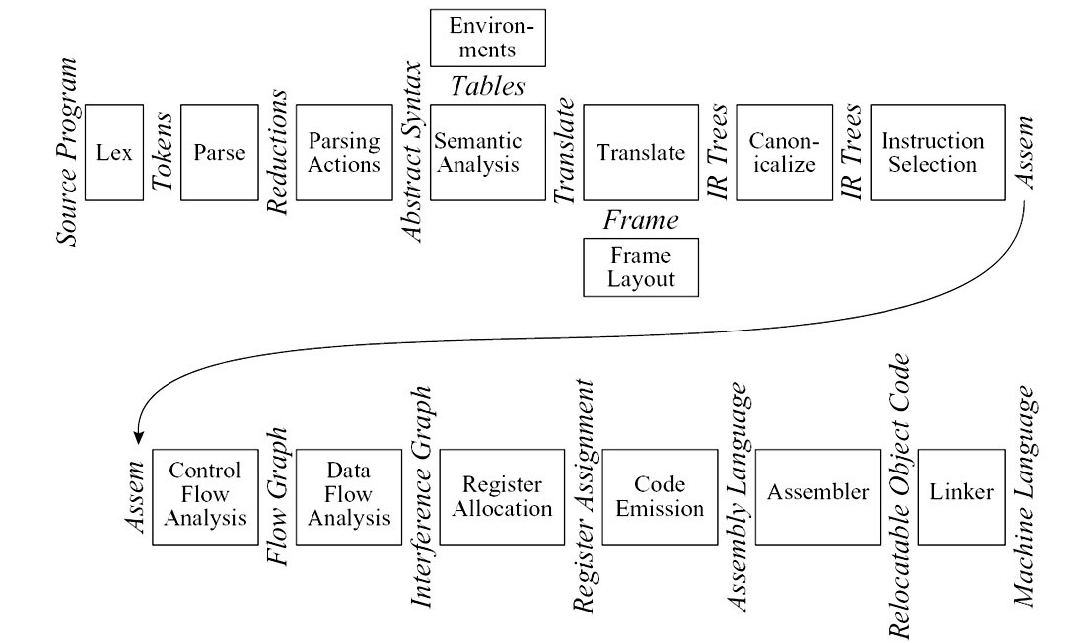 Environ-
ments
Tables
Source Program
Lex
Tokens
Parse
Reductions
Parsing
Actions
Abstract Syntax
Semantic
Analysis
Translate
Translate
IR Trees
Canon-
icalize
IR Trees
Instruction
Selection
Assem
Frame
Frame
Layout
Assem
Control
Flow
Analysis
Flow Graph
Data
Flow
Analysis
Interference Graph
Register
Allocation
Register Assignment
Code
Emission
Assembly Language
Assembler
Relocatable Object Code
Linker
Machine Language